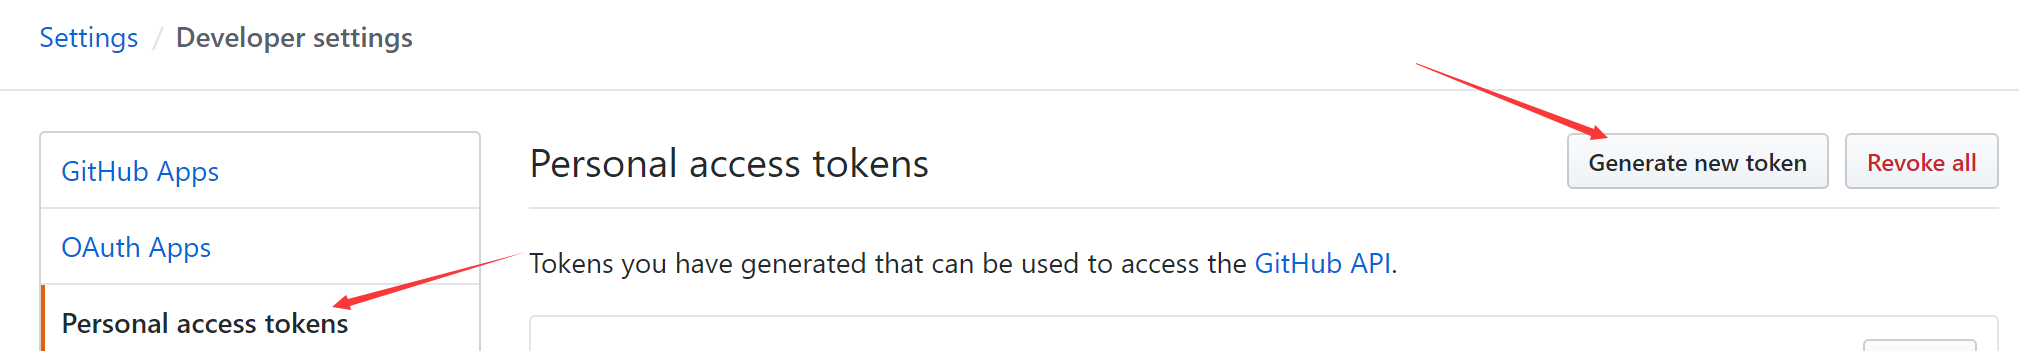 Settings / Developer settings
GitHub Apps
OAuth Apps
Personal access tokens
Personal access tokens
Generate new token
Revoke all
Tokens you have generated that can be used to access the GitHub API.